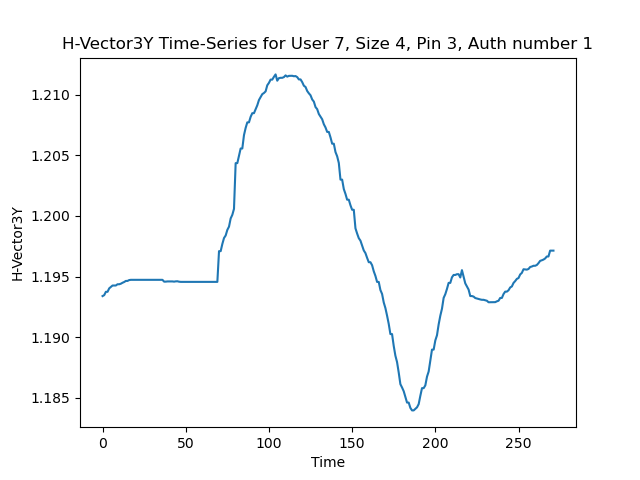 H-Vector3Y Time-Series for User 7, Size 4, Pin 3, Auth number 1
H-Vector3Y
1.210
1.205
1.200
1.195
1.190
1.185
0 50 100 150 200 250
Time